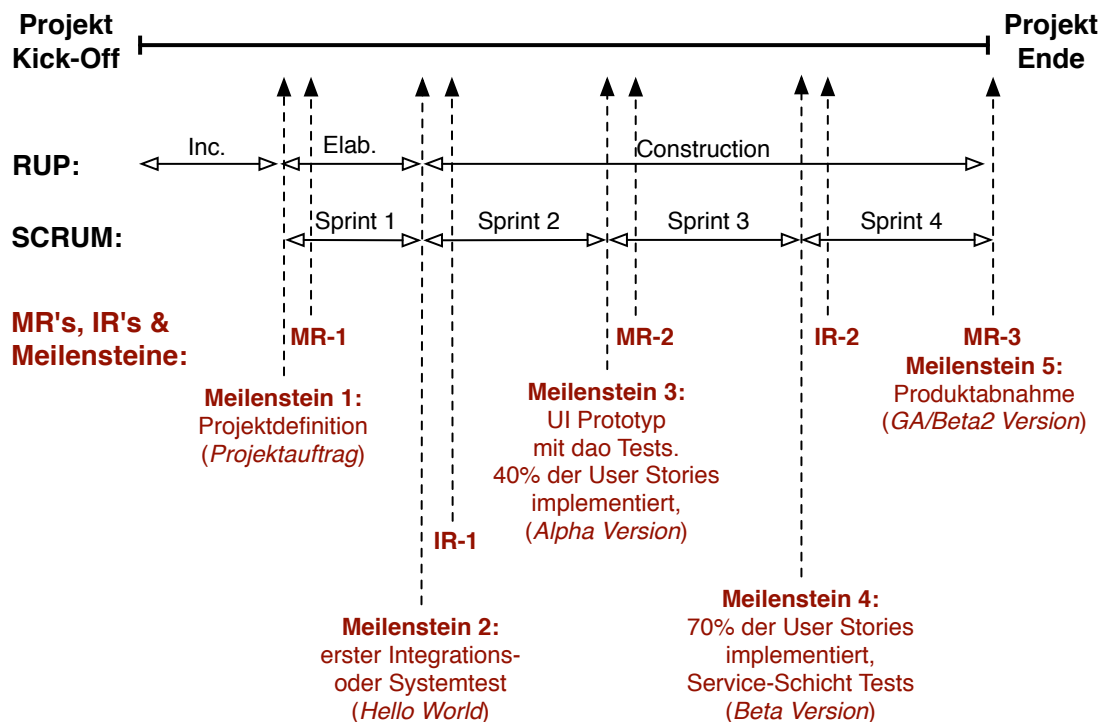 Projekt
Kick-Off
Projekt
Ende
RUP:
Inc.
Elab.
Construction
SCRUM:
Sprint 1
Sprint 2
Sprint 3
Sprint 4
MR's, IR's &
Meilensteine:
MR-1
MR-2
IR-2
MR-3
Meilenstein 1:
Projektdefinition
(Projektauftrag)
Meilenstein 3:
UI Prototyp
mit dao Tests.
40% der User Stories
implementiert,
(Alpha Version)
Meilenstein 5:
Produktabnahme
(GA/Beta2 Version)
IR-1
Meilenstein 2:
erster Integrations-
oder Systemtest
(Hello World)
Meilenstein 4:
70% der User Stories
implementiert,
Service-Schicht Tests
(Beta Version)